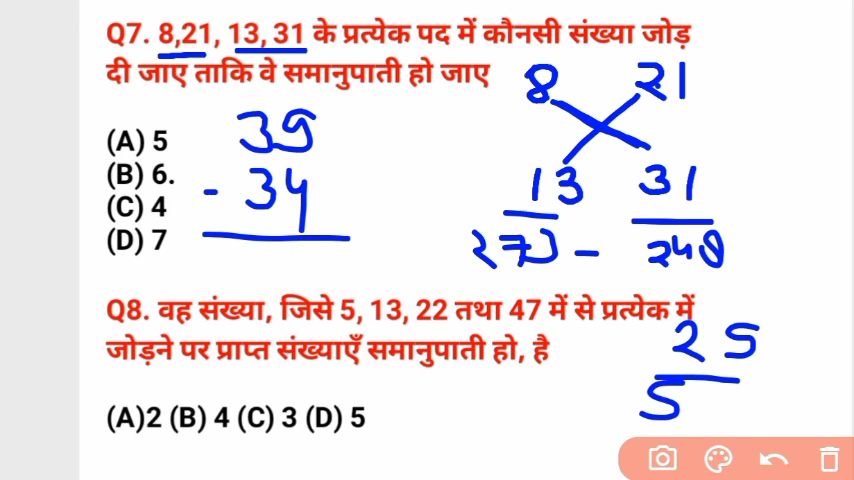 Q7. 8,21, 13, 31 के प्रत्येक पद में कौनसी संख्या जोड़
दी जाए ताकि वे समानुपाती हो जाए
8 21
(A) 5
39
(B) 6.
- 34
13 31
(C) 4
(D) 7
273 - 248
Q8. वह संख्या, जिसे 5, 13, 22 तथा 47 में से प्रत्येक में
जोड़ने पर प्राप्त संख्याएँ समानुपाती हो, है
25
5
(A)2 (B) 4 (C) 3 (D) 5